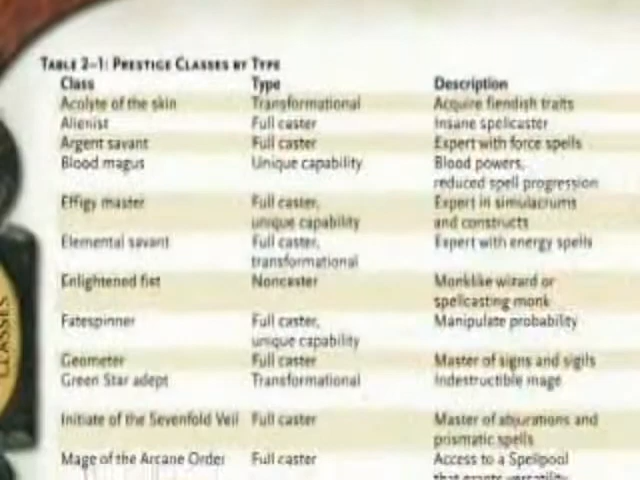 TABLE 2–1: PRESTIGE CLASSES BY TYPE
Class Type Description
Acolyte of the skin Transformational Acquire fiendish traits
Alienist Full caster Insane spellcaster
Argent savant Full caster Expert with force spells
Blood magus Unique capability Blood powers,
reduced spell progression
Effigy master Full caster, Expert in simulacrums
unique capability and constructs
Elemental savant Full caster, Expert with energy spells
transformational
Enlightened fist Noncaster Monklike wizard or
spellcasting monk
Fatespinner Full caster, Manipulate probability
unique capability
Geometer Full caster Master of signs and sigils
Green Star adept Transformational Indestructible mage
Initiate of the Sevenfold Veil Full caster Master of abjurations and
prismatic spells
Mage of the Arcane Order Full caster Access to a Spellpool
that grants versatility
CLASSES